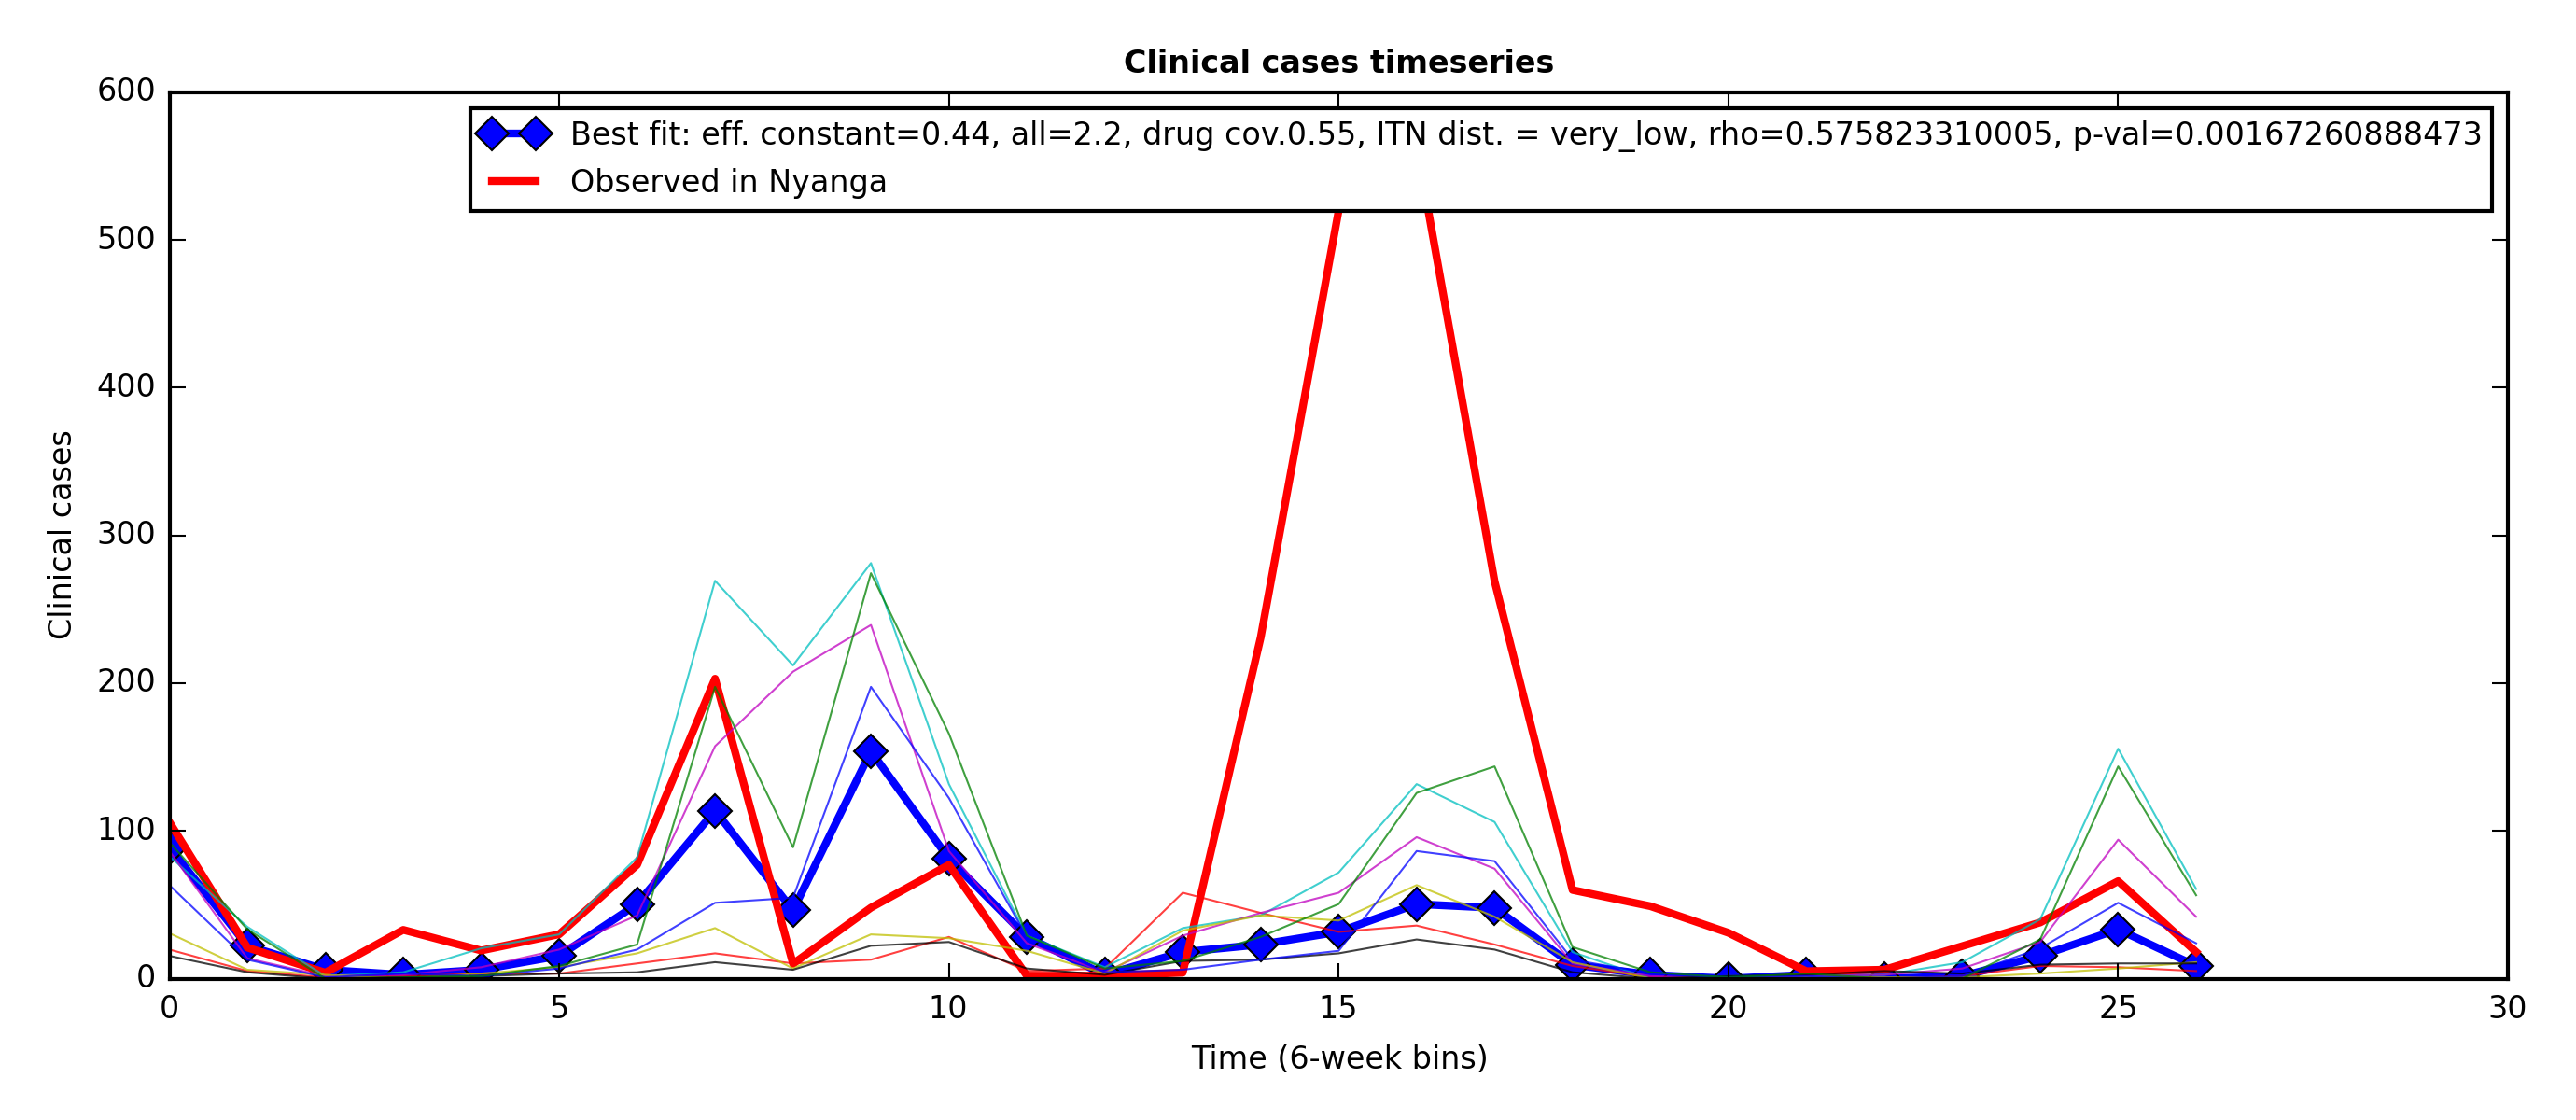 Clinical cases timeseries
600
500
400
300
200
100
0
Clinical cases
Best fit: eff. constant=0.44, all=2.2, drug cov.0.55, ITN dist. = very_low, rho=0.575823310005, p-val=0.00167260888473
Observed in Nyanga
0 5 10 15 20 25 30
Time (6-week bins)